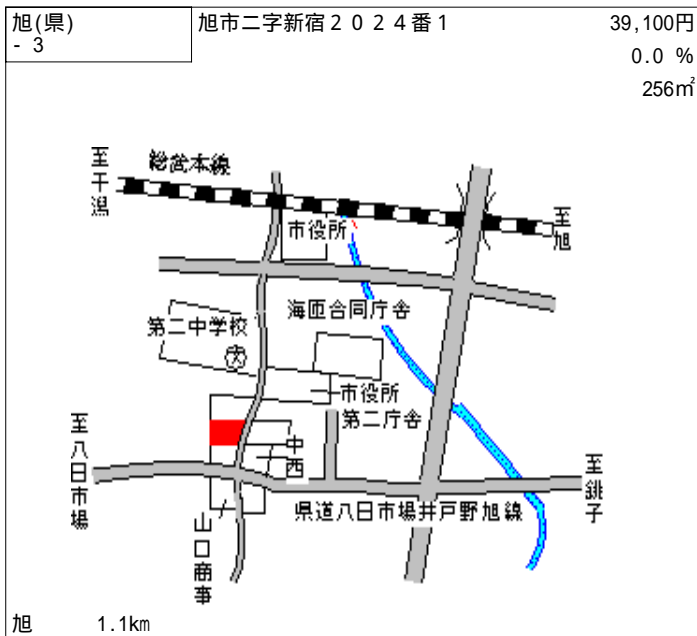 旭(県)
- 3
旭市二字新宿２０２４番１
39,100円
0.0 %
256㎡
至干潟
総武本線
至旭
市役所
海匝合同庁舎
第二中学校
文
市役所
第二庁舎
中西
至八日市場
至銚子
県道八日市場井戸野旭線
山口商事
旭 1.1km